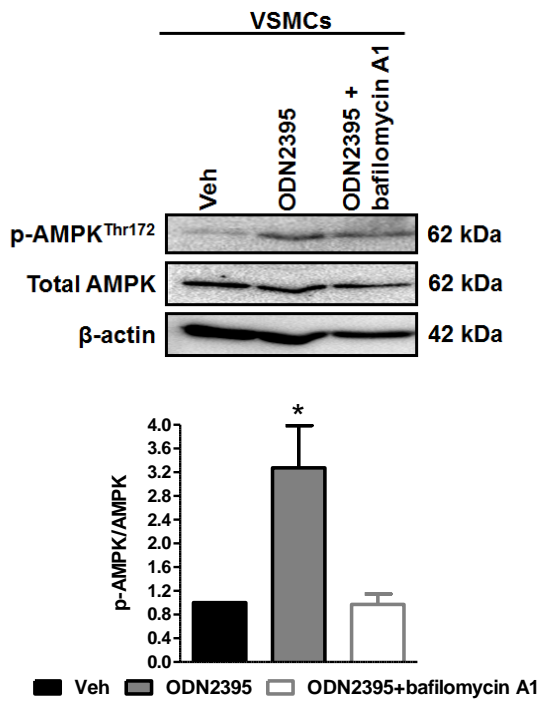 VSMCs
Veh
ODN2395
ODN2395 +
bafilomycin A1
p-AMPKThr172
62 kDa
Total AMPK
62 kDa
β-actin
42 kDa
*
4.0
3.6
3.2
2.8
2.4
2.0
1.6
1.2
0.8
0.4
0.0
p-AMPK/AMPK
Veh
ODN2395
ODN2395+bafilomycin A1